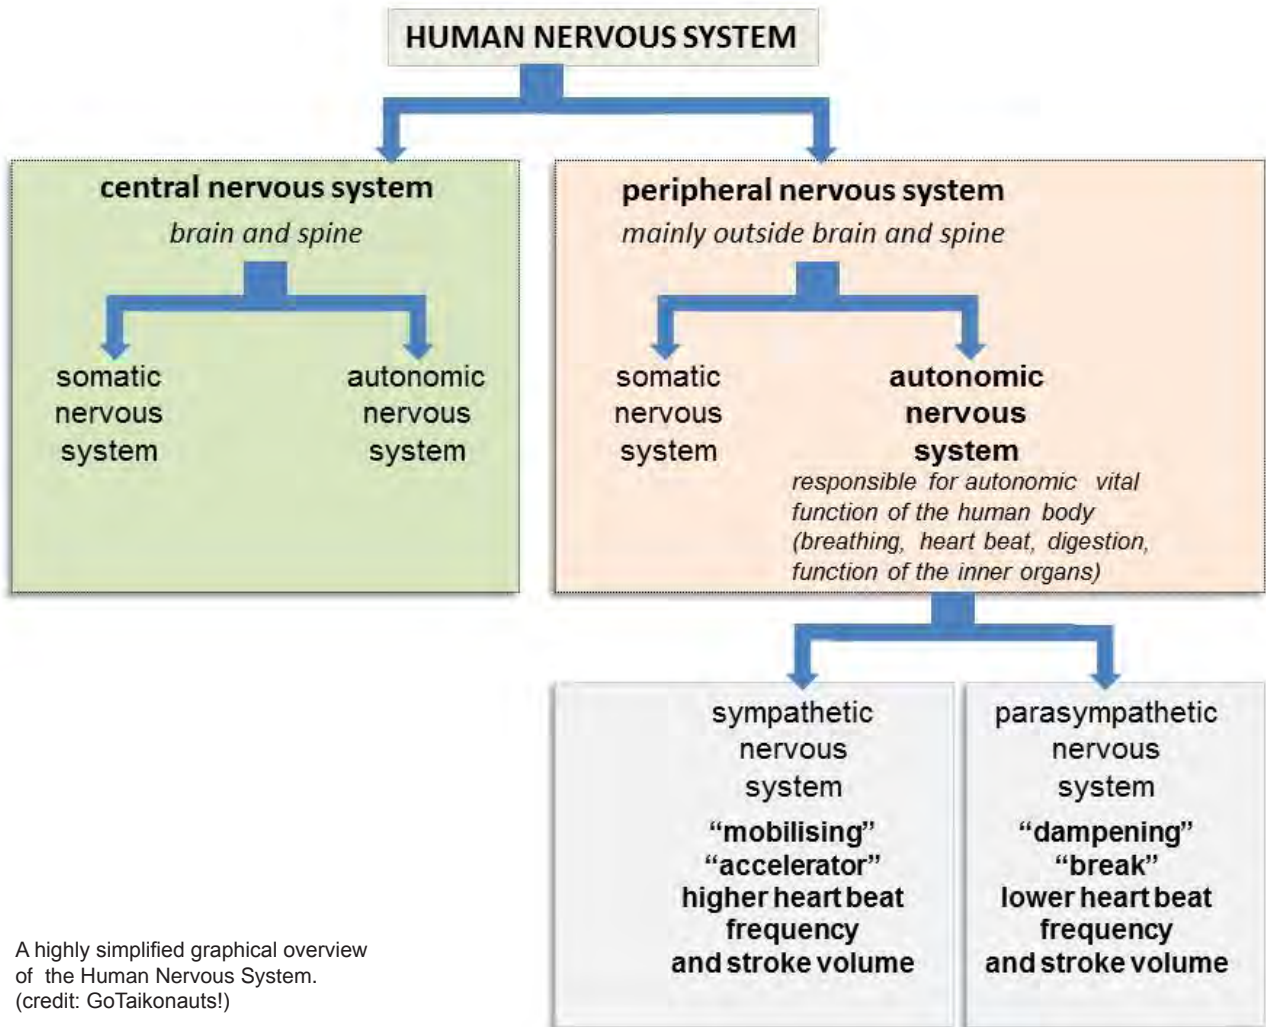 HUMAN NERVOUS SYSTEM
central nervous system
brain and spine
somatic
nervous
system
autonomic
nervous
system
peripheral nervous system
mainly outside brain and spine
somatic
nervous
system
autonomic
nervous
system
responsible for autonomic vital
function of the human body
(breathing, heart beat, digestion,
function of the inner organs)
sympathetic
nervous
system
“mobilising”
“accelerator”
higher heart beat
frequency
and stroke volume
parasympathetic
nervous
system
“dampening”
“break”
lower heart beat
frequency
and stroke volume
A highly simplified graphical overview
of the Human Nervous System.
(credit: GoTaikonauts!)